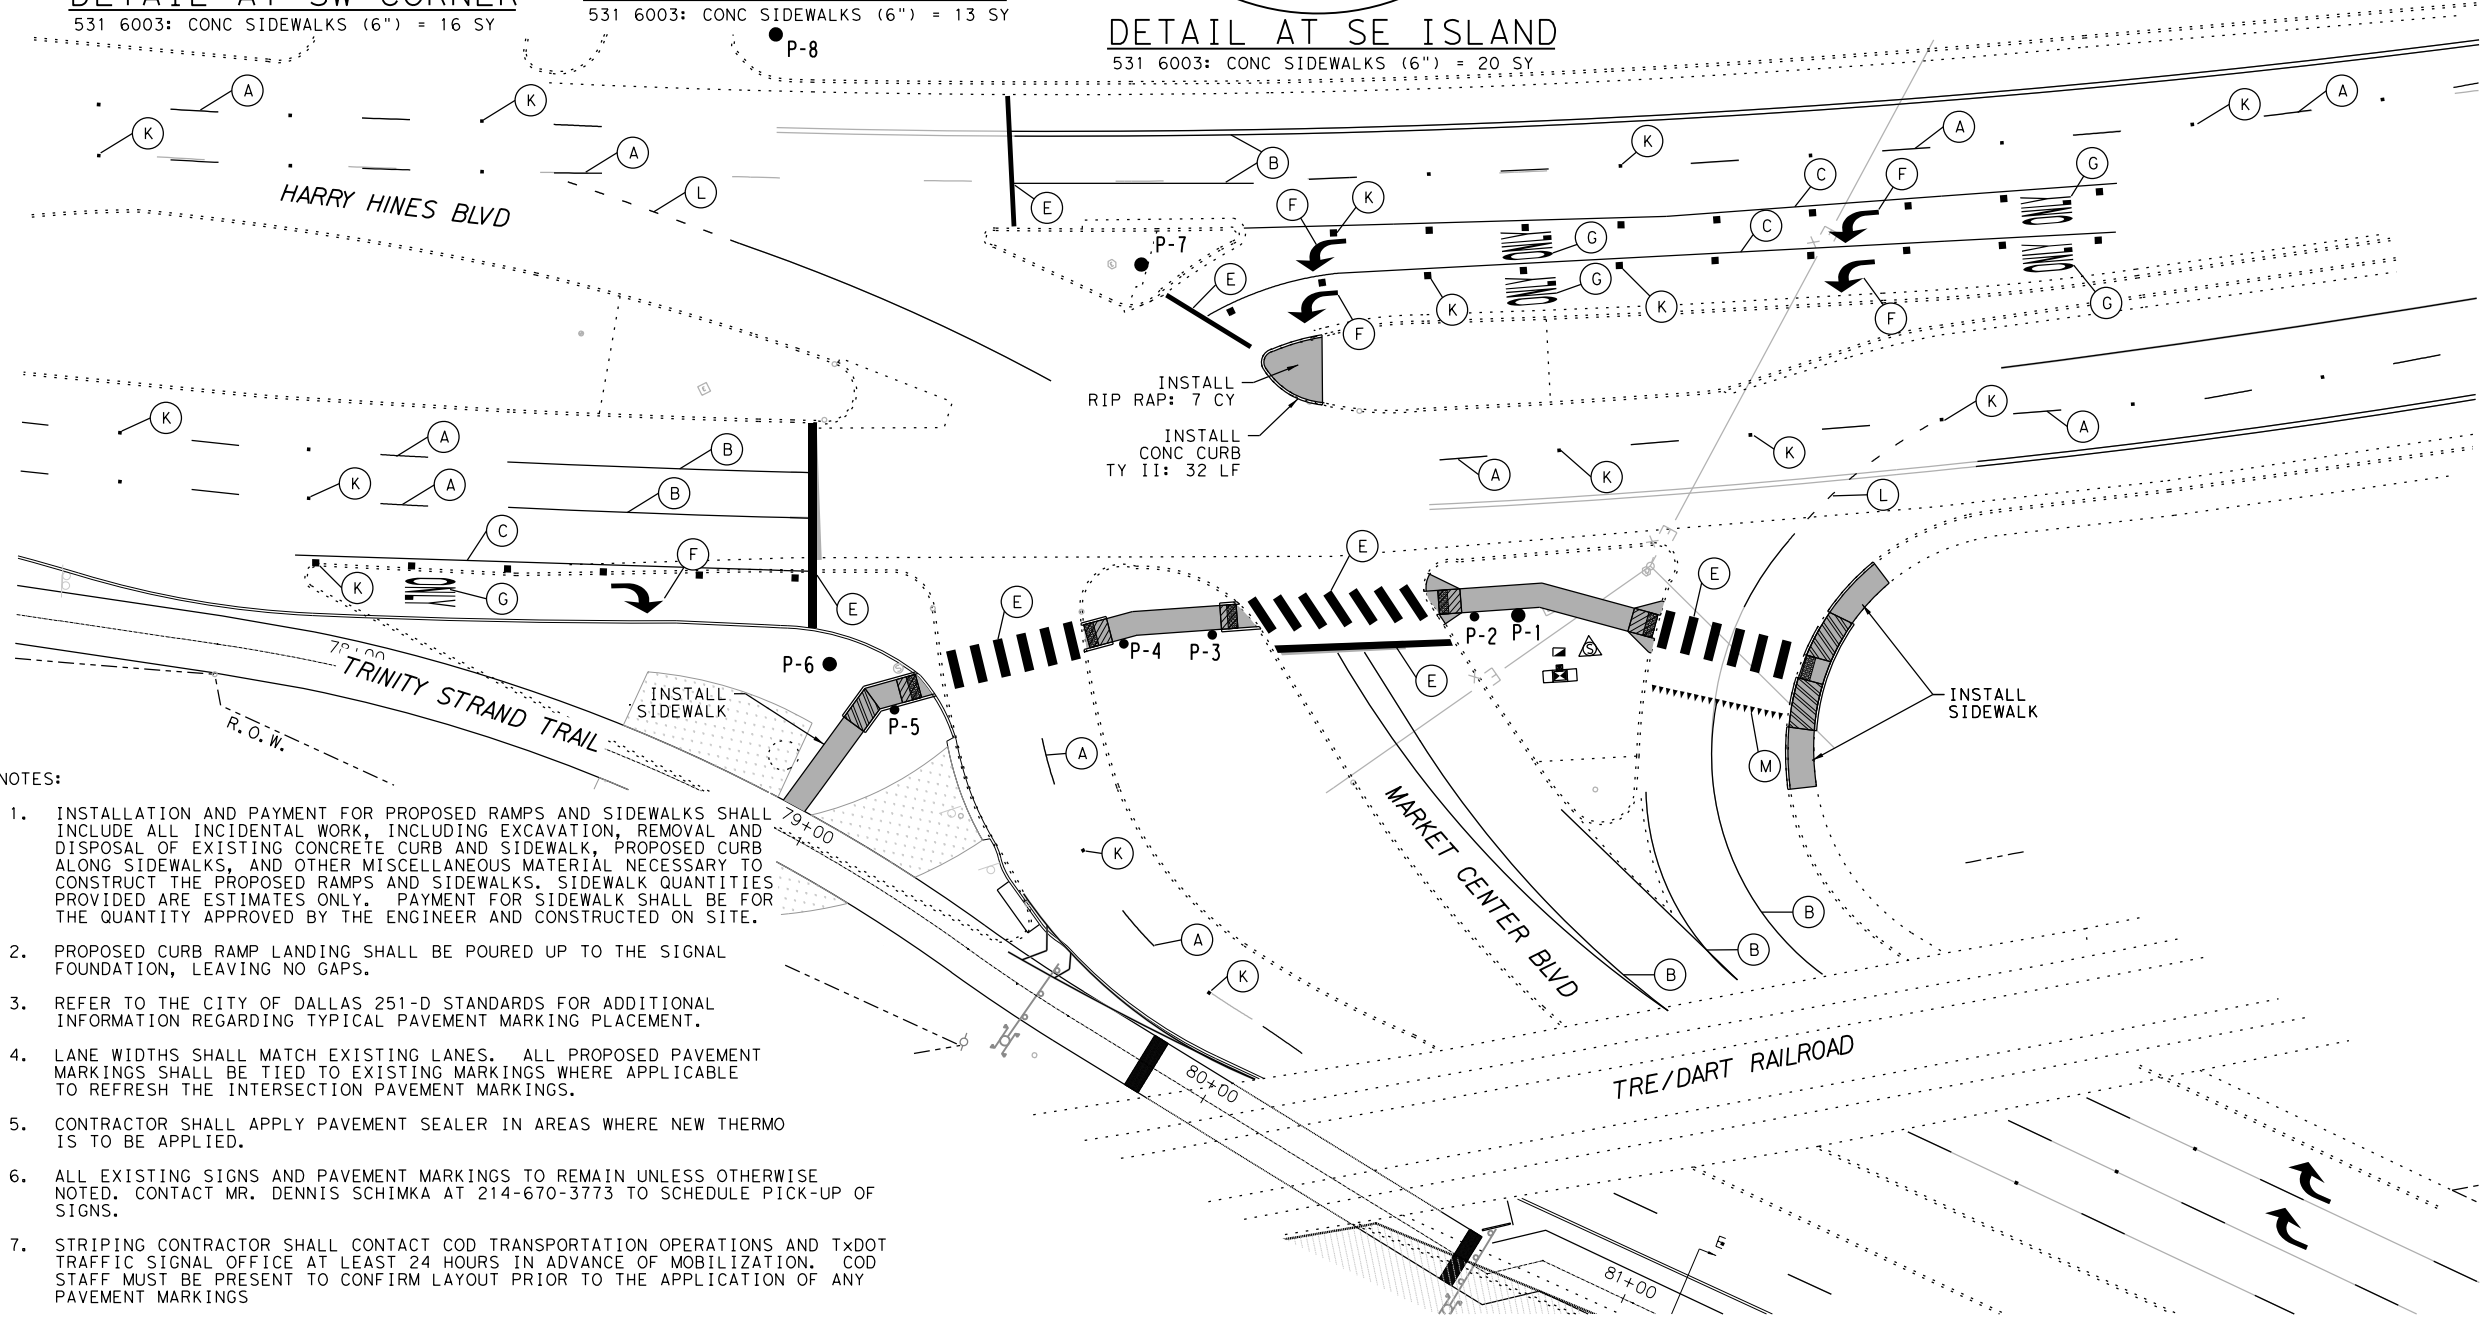 DETAIL AT SW CORNER
531 6003: CONC SIDEWALKS (6") = 16 SY
531 6003: CONC SIDEWALKS (6") = 13 SY
P-8
DETAIL AT SE ISLAND
531 6003: CONC SIDEWALKS (6") = 20 SY
A
K
K
A
L
HARRY HINES BLVD
E
B
F
K
K
C
F
A
K
A
G
P-7
G
C
E
G
K
F
K
F
G
INSTALL
RIP RAP: 7 CY
INSTALL
CONC CURB
TY II: 32 LF
K
A
B
K
A
B
C
F
K
G
E
A
K
K
K
A
L
E
E
E
E
P-6
P-4
P-3
P-2
P-1
S
P-5
INSTALL
SIDEWALK
INSTALL
SIDEWALK
M
78+00
TRINITY STRAND TRAIL
R.O.W.
79+00
A
K
A
K
MARKET CENTER BLVD
B
B
B
TRE/DART RAILROAD
80+00
81+00
E
NOTES:
1. INSTALLATION AND PAYMENT FOR PROPOSED RAMPS AND SIDEWALKS SHALL
INCLUDE ALL INCIDENTAL WORK, INCLUDING EXCAVATION, REMOVAL AND
DISPOSAL OF EXISTING CONCRETE CURB AND SIDEWALK, PROPOSED CURB
ALONG SIDEWALKS, AND OTHER MISCELLANEOUS MATERIAL NECESSARY TO
CONSTRUCT THE PROPOSED RAMPS AND SIDEWALKS. SIDEWALK QUANTITIES
PROVIDED ARE ESTIMATES ONLY. PAYMENT FOR SIDEWALK SHALL BE FOR
THE QUANTITY APPROVED BY THE ENGINEER AND CONSTRUCTED ON SITE.
2. PROPOSED CURB RAMP LANDING SHALL BE POURED UP TO THE SIGNAL
FOUNDATION, LEAVING NO GAPS.
3. REFER TO THE CITY OF DALLAS 251-D STANDARDS FOR ADDITIONAL
INFORMATION REGARDING TYPICAL PAVEMENT MARKING PLACEMENT.
4. LANE WIDTHS SHALL MATCH EXISTING LANES. ALL PROPOSED PAVEMENT
MARKINGS SHALL BE TIED TO EXISTING MARKINGS WHERE APPLICABLE
TO REFRESH THE INTERSECTION PAVEMENT MARKINGS.
5. CONTRACTOR SHALL APPLY PAVEMENT SEALER IN AREAS WHERE NEW THERMO
IS TO BE APPLIED.
6. ALL EXISTING SIGNS AND PAVEMENT MARKINGS TO REMAIN UNLESS OTHERWISE
NOTED. CONTACT MR. DENNIS SCHIMKA AT 214-670-3773 TO SCHEDULE PICK-UP OF
SIGNS.
7. STRIPING CONTRACTOR SHALL CONTACT COD TRANSPORTATION OPERATIONS AND TxDOT
TRAFFIC SIGNAL OFFICE AT LEAST 24 HOURS IN ADVANCE OF MOBILIZATION. COD
STAFF MUST BE PRESENT TO CONFIRM LAYOUT PRIOR TO THE APPLICATION OF ANY
PAVEMENT MARKINGS